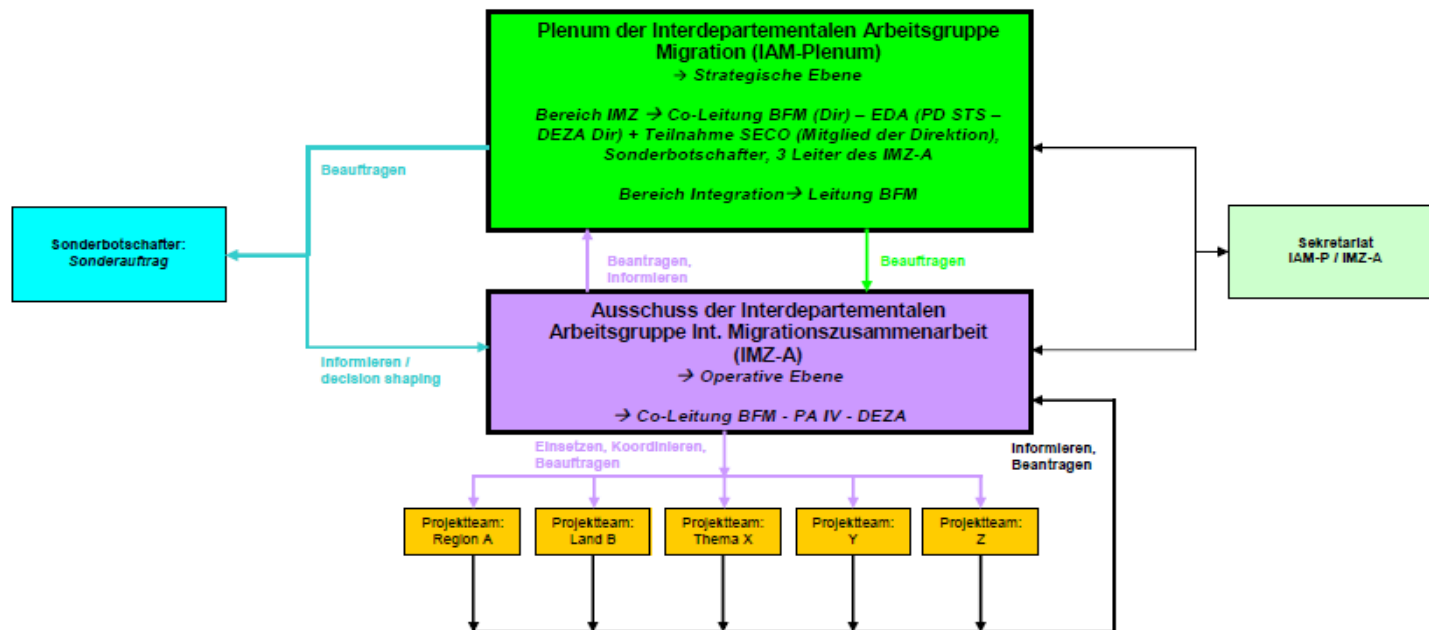 Plenum der Interdepartementalen Arbeitsgruppe
Migration (IAM-Plenum)
→ Strategische Ebene
Bereich IMZ → Co-Leitung BFM (Dir) – EDA (PD STS –
DEZA Dir) + Teilnahme SECO (Mitglied der Direktion),
Sonderbotschafter, 3 Leiter des IMZ-A
Bereich Integration→ Leitung BFM
Beauftragen
Sonderbotschafter:
Sonderauftrag
Sekretariat
IAM-P / IMZ-A
Beantragen,
Informieren
Beauftragen
Ausschuss der Interdepartementalen
Arbeitsgruppe Int. Migrationszusammenarbeit
(IMZ-A)
→ Operative Ebene
→ Co-Leitung BFM - PA IV - DEZA
Informieren /
decision shaping
Einsetzen, Koordinieren,
Beauftragen
Informieren,
Beantragen
Projektteam:
Region A
Projektteam:
Land B
Projektteam:
Thema X
Projektteam:
Y
Projektteam:
Z